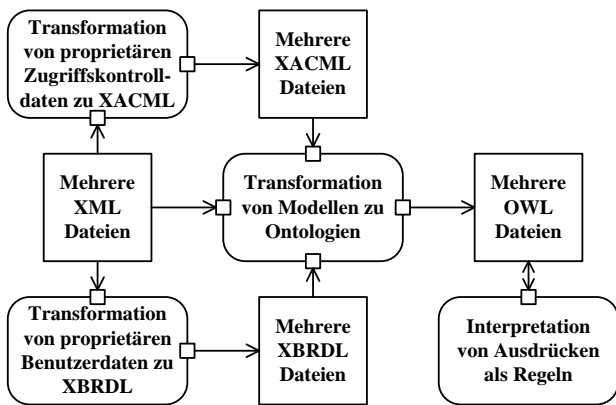 Transformation
von proprietären
Zugriffskontroll-
daten zu XACML
Mehrere
XACML
Dateien
Mehrere
XML
Dateien
Transformation
von Modellen zu
Ontologien
Mehrere
OWL
Dateien
Transformation
von proprietären
Benutzerdaten zu
XBRDL
Mehrere
XBRDL
Dateien
Interpretation
von Ausdrücken
als Regeln